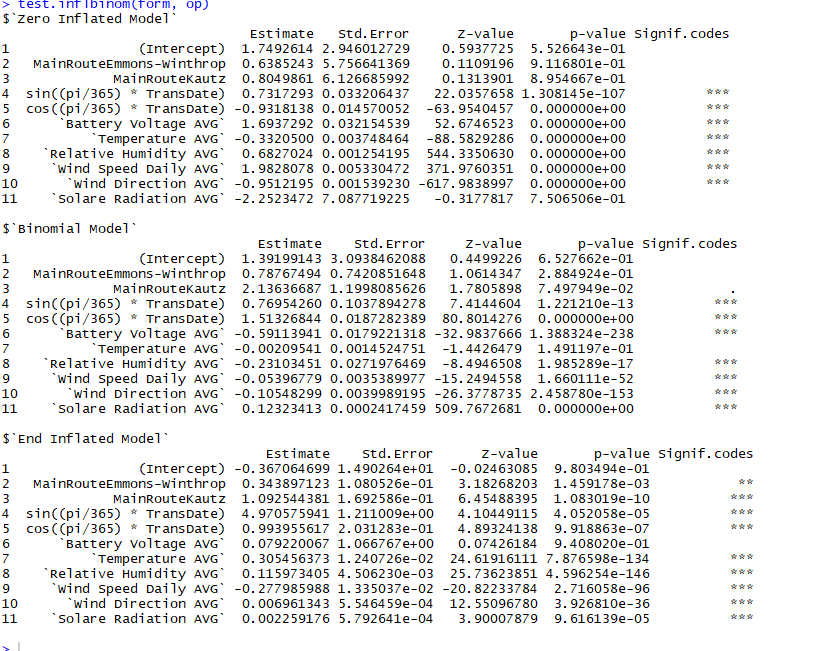 > test.inflbinom(form, op)
$`Zero Inflated Model`
Estimate Std.Error Z-value p-value Signif.codes
1 (Intercept) 1.7492614 2.946012729 0.5937725 5.526643e-01
2 MainRouteEmmons-Winthrop 0.6385243 5.756641369 0.1109196 9.116801e-01
3 MainRouteKautz 0.8049861 6.126685992 0.1313901 8.954667e-01
4 sin((pi/365) * TransDate) 0.7317293 0.033206437 22.0357658 1.308145e-107 ***
5 cos((pi/365) * TransDate) -0.9318138 0.014570052 -63.9540457 0.000000e+00 ***
6 `Battery Voltage AVG` 1.6937292 0.032154539 52.6746523 0.000000e+00 ***
7 `Temperature AVG` -0.3320500 0.003748464 -88.5829286 0.000000e+00 ***
8 `Relative Humidity AVG` 0.6827024 0.001254195 544.3350630 0.000000e+00 ***
9 `Wind Speed Daily AVG` 1.9828078 0.005330472 371.9760351 0.000000e+00 ***
10 `Wind Direction AVG` -0.9512195 0.001539230 -617.9838997 0.000000e+00 ***
11 `Solare Radiation AVG` -2.2523472 7.087719225 -0.3177817 7.506506e-01
$`Binomial Model`
Estimate Std.Error Z-value p-value Signif.codes
1 (Intercept) 1.39199143 3.0938462088 0.4499226 6.527662e-01
2 MainRouteEmmons-Winthrop 0.78767494 0.7420851648 1.0614347 2.884924e-01
3 MainRouteKautz 2.13636687 1.1998085626 1.7805898 7.497949e-02 .
4 sin((pi/365) * TransDate) 0.76954260 0.1037894278 7.4144604 1.221210e-13 ***
5 cos((pi/365) * TransDate) 1.51326844 0.0187282389 80.8014276 0.000000e+00 ***
6 `Battery Voltage AVG` -0.59113941 0.0179221318 -32.9837666 1.388324e-238 ***
7 `Temperature AVG` -0.00209541 0.0014524751 -1.4426479 1.491197e-01
8 `Relative Humidity AVG` -0.23103451 0.0271976469 -8.4946508 1.985289e-17 ***
9 `Wind Speed Daily AVG` -0.05396779 0.0035389977 -15.2494558 1.660111e-52 ***
10 `Wind Direction AVG` -0.10548299 0.0039989195 -26.3778735 2.458780e-153 ***
11 `Solare Radiation AVG` 0.12323413 0.0002417459 509.7672681 0.000000e+00 ***
$`End Inflated Model`
Estimate Std.Error Z-value p-value Signif.codes
1 (Intercept) -0.367064699 1.490264e+01 -0.02463085 9.803494e-01
2 MainRouteEmmons-Winthrop 0.343897123 1.080526e-01 3.18268203 1.459178e-03 **
3 MainRouteKautz 1.092544381 1.692586e-01 6.45488395 1.083019e-10 ***
4 sin((pi/365) * TransDate) 4.970575941 1.211009e+00 4.10449115 4.052058e-05 ***
5 cos((pi/365) * TransDate) 0.993955617 2.031283e-01 4.89324138 9.918863e-07 ***
6 `Battery Voltage AVG` 0.079220067 1.066767e+00 0.07426184 9.408020e-01
7 `Temperature AVG` 0.305456373 1.240726e-02 24.61916111 7.876598e-134 ***
8 `Relative Humidity AVG` 0.115973405 4.506230e-03 25.73623851 4.596254e-146 ***
9 `Wind Speed Daily AVG` -0.277985988 1.335037e-02 -20.82233784 2.716058e-96 ***
10 `Wind Direction AVG` 0.006961343 5.546459e-04 12.55096780 3.926810e-36 ***
11 `Solare Radiation AVG` 0.002259176 5.792641e-04 3.90007879 9.616139e-05 ***
>